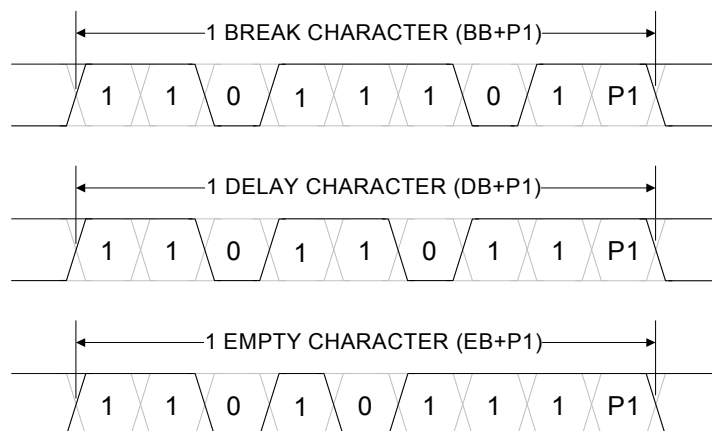 1 BREAK CHARACTER (BB+P1)
1 1 0 1 1 1 0 1 P1
1 DELAY CHARACTER (DB+P1)
1 1 0 1 1 0 1 1 P1
1 EMPTY CHARACTER (EB+P1)
1 1 0 1 0 1 1 1 P1